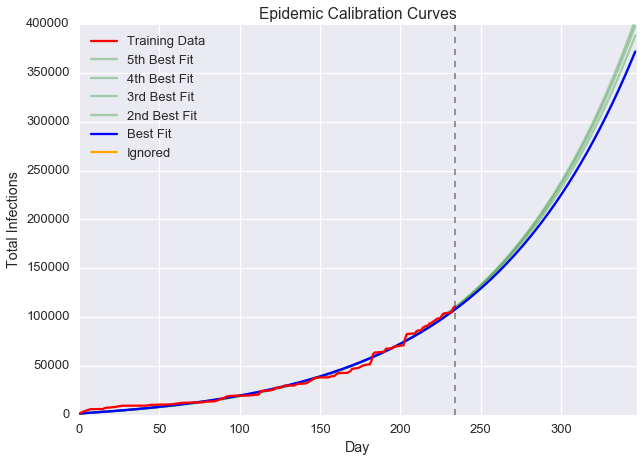 Epidemic Calibration Curves
400000
350000
300000
250000
200000
150000
100000
50000
0
Total Infections
Training Data
5th Best Fit
4th Best Fit
3rd Best Fit
2nd Best Fit
Best Fit
Ignored
0 50 100 150 200 250 300
Day